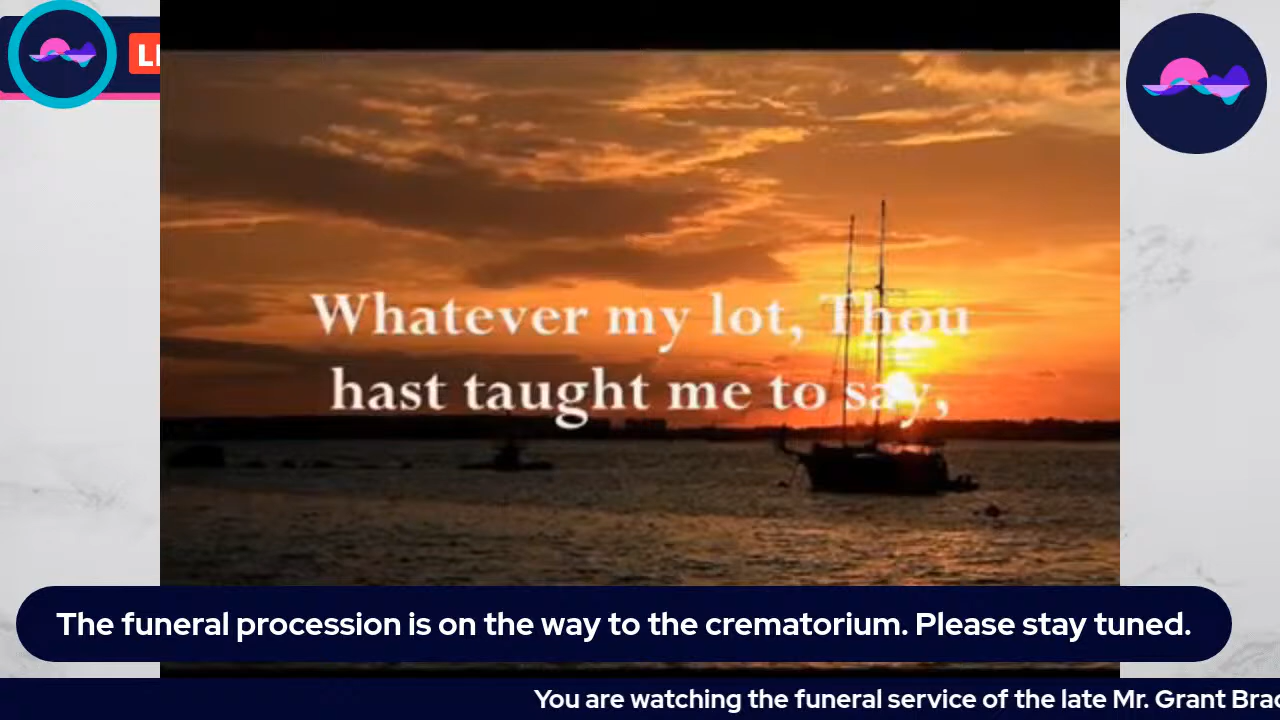 Whatever my lot, Thou
hast taught me to say,
The funeral procession is on the way to the crematorium. Please stay tuned.
You are watching the funeral service of the late Mr. Grant